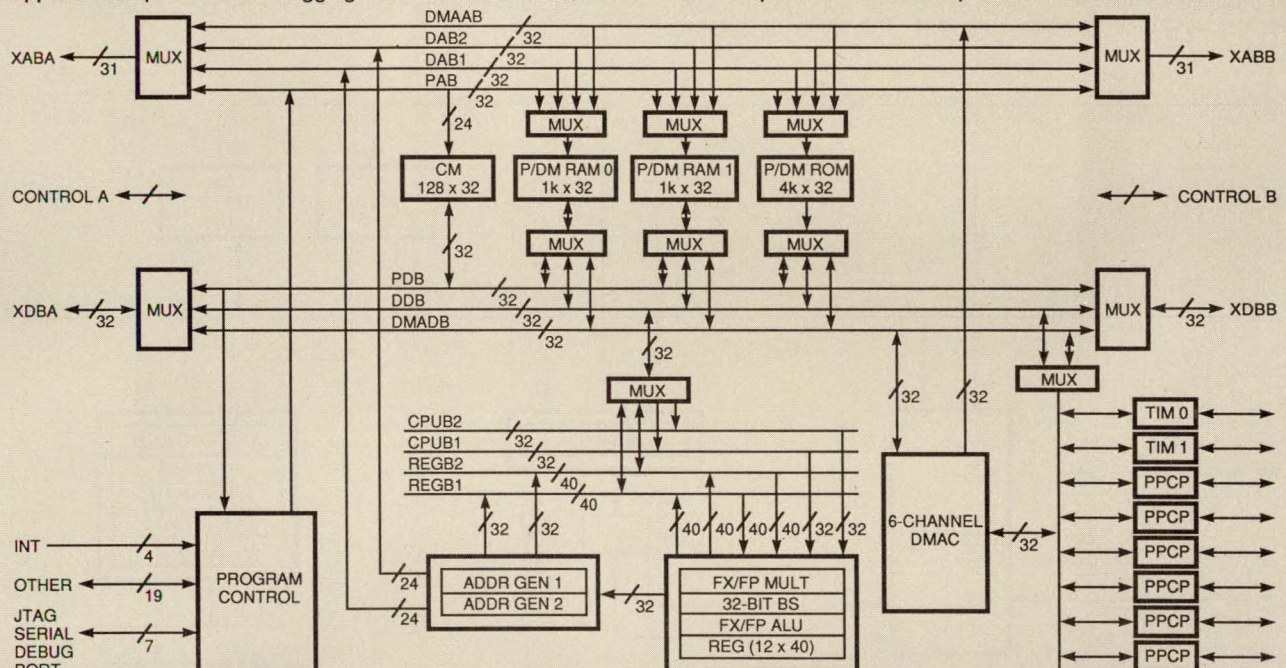 DMAAB
32
DAB2
32
DAB1
32
PAB
32
XABA
31
MUX
MUX
31
XABB
24
MUX
MUX
MUX
CM
128 x 32
P/DM RAM 0
1k x 32
P/DM RAM 1
1k x 32
P/DM ROM
4k x 32
CONTROL A
CONTROL B
32
MUX
MUX
MUX
PDB
32
DDB
32
DMADB
32
XDBA
32
MUX
MUX
32
XDBB
32
MUX
MUX
32
32
CPUB2
32
CPUB1
32
REGB2
40
REGB1
40
32
32
40
40
40
40
32
32
TIM 0
TIM 1
PPCP
PPCP
PPCP
PPCP
PPCP
PPCP
6-CHANNEL
DMAC
32
INT
4
OTHER
19
JTAG
SERIAL
DEBUG
7
PROGRAM
CONTROL
24
24
ADDR GEN 1
ADDR GEN 2
32
FX/FP MULT
32-BIT BS
FX/FP ALU
REG (12 x 40)